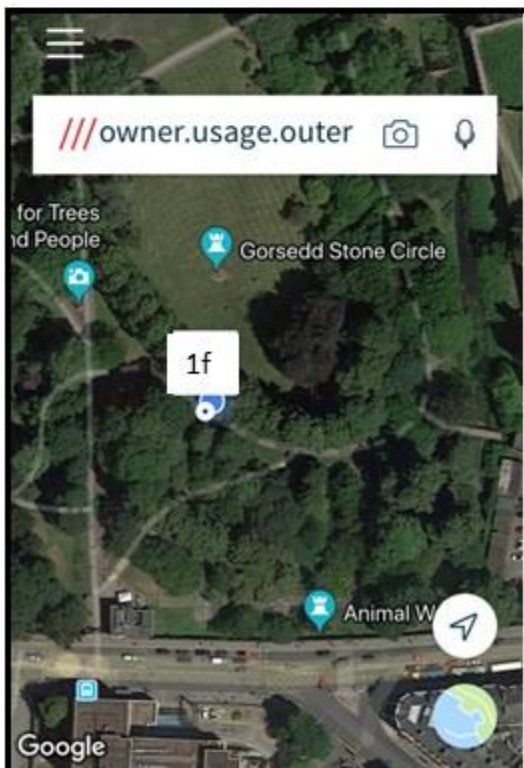 ///owner.usage.outer
for Trees
nd People
Gorsedd Stone Circle
1f
Animal W
Google